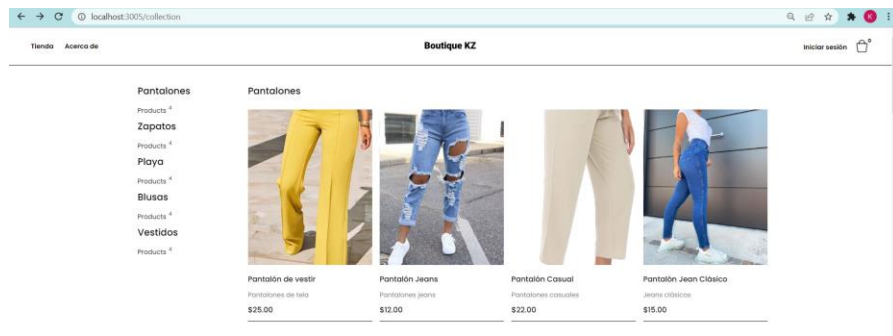 localhost:3005/collection
K
Tienda Acerca de Boutique KZ Iniciar sesión 0
Pantalones
Products 4
Zapatos
Products 4
Playa
Products 4
Blusas
Products 4
Vestidos
Products 4
Pantalones
Pantalón de vestir Pantalón Jeans Pantalón Casual Pantalón Jean Clásico
Pantalones de tela Pantalones jeans Pantalones casuales Jeans clásicos
$25.00 $12.00 $22.00 $15.00